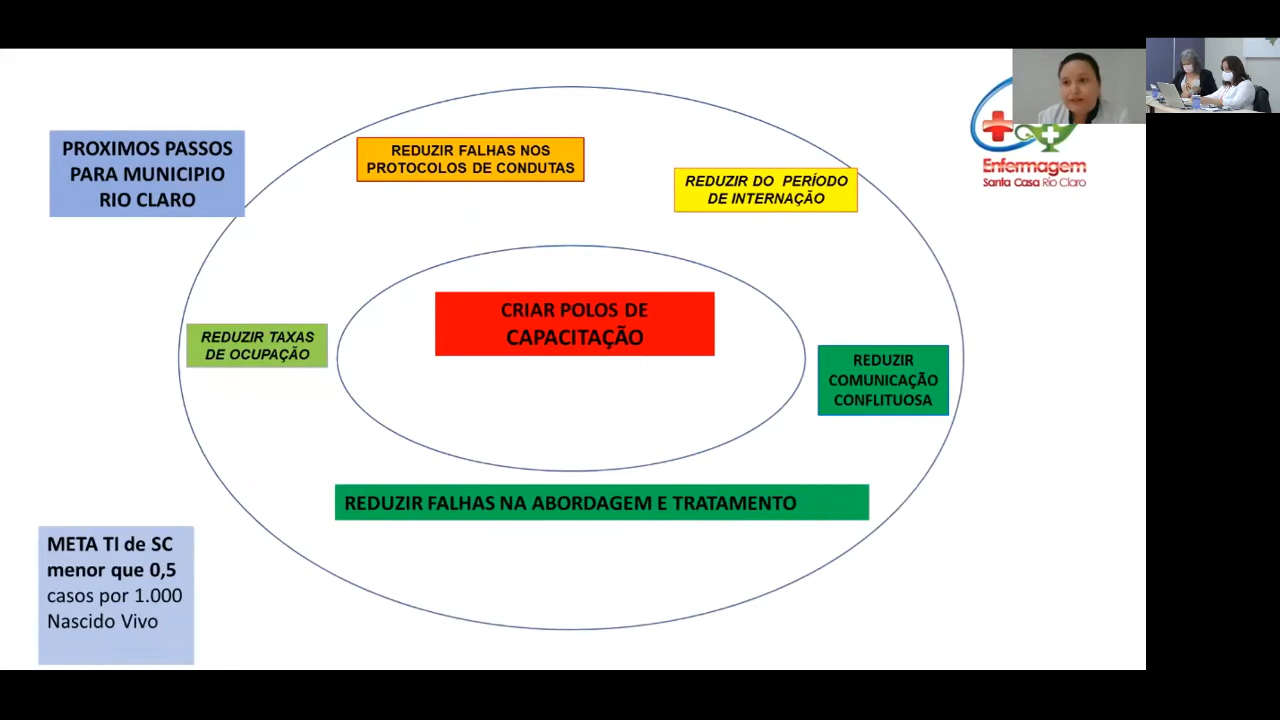 PROXIMOS PASSOS
PARA MUNICIPIO
RIO CLARO
REDUZIR FALHAS NOS
PROTOCOLOS DE CONDUTAS
REDUZIR DO PERÍODO
DE INTERNAÇÃO
Enfermagem
Santa Casa Rio Claro
CRIAR POLOS DE
CAPACITAÇÃO
REDUZIR TAXAS
DE OCUPAÇÃO
REDUZIR
COMUNICAÇÃO
CONFLITUOSA
REDUZIR FALHAS NA ABORDAGEM E TRATAMENTO
META TI de SC
menor que 0,5
casos por 1.000
Nascido Vivo